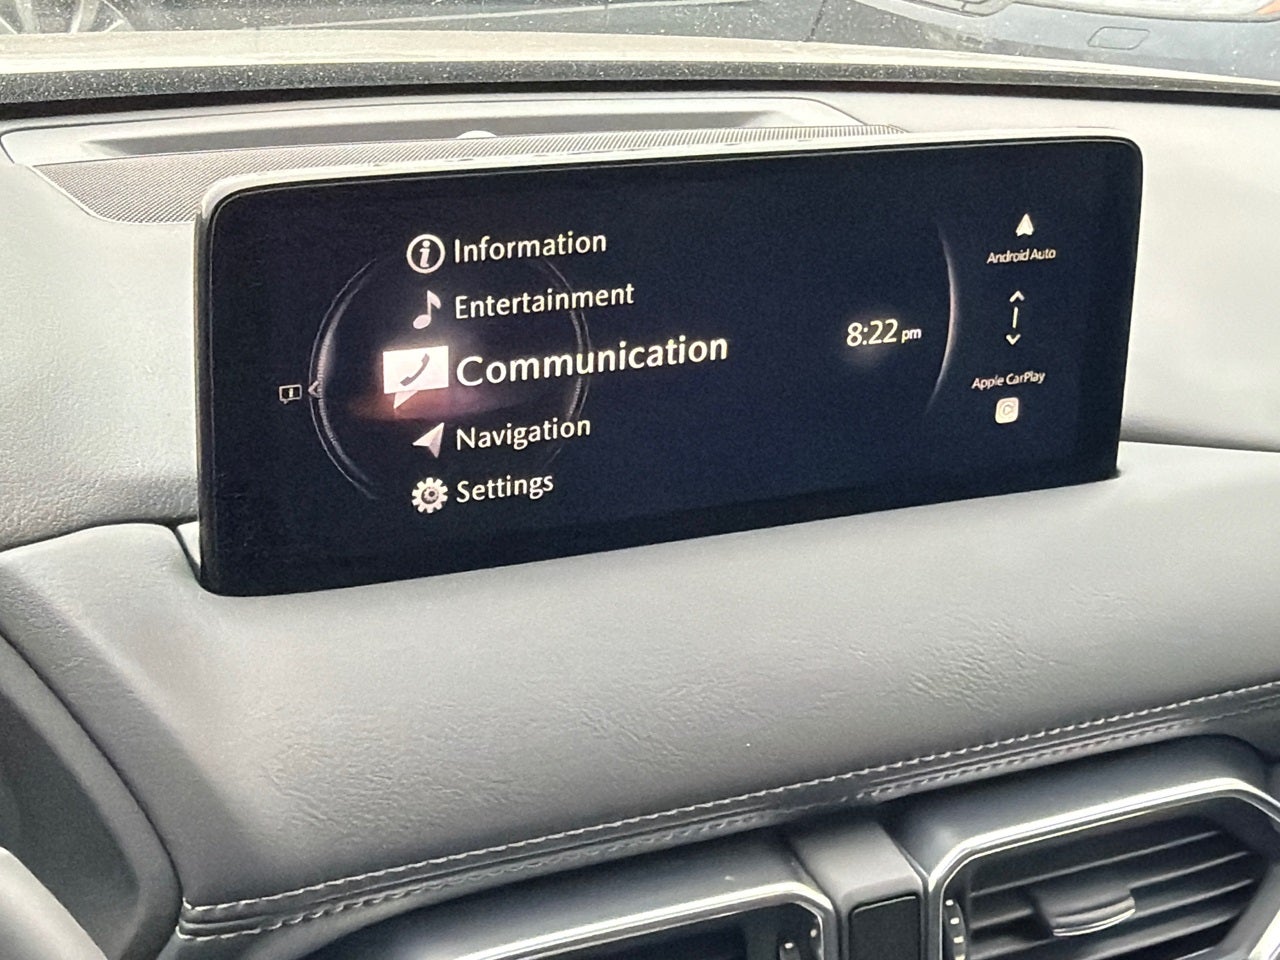 Information
Entertainment
Communication
Navigation
Settings
8:22 pm
Android Auto
Apple CarPlay